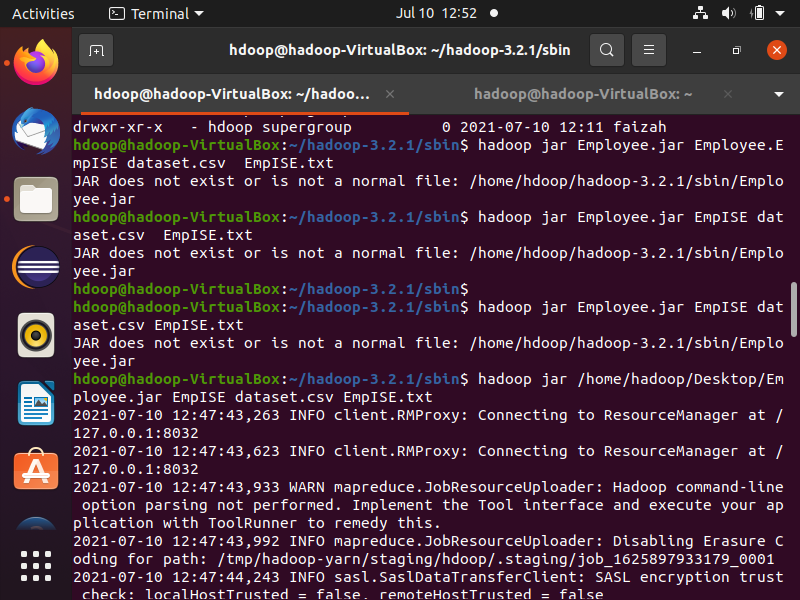 Activities Terminal Jul 10 12:52
hdoop@hadoop-VirtualBox: ~/hadoop-3.2.1/sbin
hdoop@hadoop-VirtualBox: ~/hadoo... hdoop@hadoop-VirtualBox: ~
drwxr-xr-x   - hdoop supergroup          0 2021-07-10 12:11 faizah
hdoop@hadoop-VirtualBox:~/hadoop-3.2.1/sbin$ hadoop jar Employee.jar Employee.E
mpISE dataset.csv  EmpISE.txt
JAR does not exist or is not a normal file: /home/hdoop/hadoop-3.2.1/sbin/Emplo
yee.jar
hdoop@hadoop-VirtualBox:~/hadoop-3.2.1/sbin$ hadoop jar Employee.jar EmpISE dat
aset.csv  EmpISE.txt
JAR does not exist or is not a normal file: /home/hdoop/hadoop-3.2.1/sbin/Emplo
yee.jar
hdoop@hadoop-VirtualBox:~/hadoop-3.2.1/sbin$
hdoop@hadoop-VirtualBox:~/hadoop-3.2.1/sbin$ hadoop jar Employee.jar EmpISE dat
aset.csv EmpISE.txt
JAR does not exist or is not a normal file: /home/hdoop/hadoop-3.2.1/sbin/Emplo
yee.jar
hdoop@hadoop-VirtualBox:~/hadoop-3.2.1/sbin$ hadoop jar /home/hadoop/Desktop/Em
ployee.jar EmpISE dataset.csv EmpISE.txt
2021-07-10 12:47:43,263 INFO client.RMProxy: Connecting to ResourceManager at /
127.0.0.1:8032
2021-07-10 12:47:43,623 INFO client.RMProxy: Connecting to ResourceManager at /
127.0.0.1:8032
2021-07-10 12:47:43,933 WARN mapreduce.JobResourceUploader: Hadoop command-line
 option parsing not performed. Implement the Tool interface and execute your ap
plication with ToolRunner to remedy this.
2021-07-10 12:47:43,992 INFO mapreduce.JobResourceUploader: Disabling Erasure C
oding for path: /tmp/hadoop-yarn/staging/hdoop/.staging/job_1625897933179_0001
2021-07-10 12:47:44,243 INFO sasl.SaslDataTransferClient: SASL encryption trust
 check: localHostTrusted = false, remoteHostTrusted = false